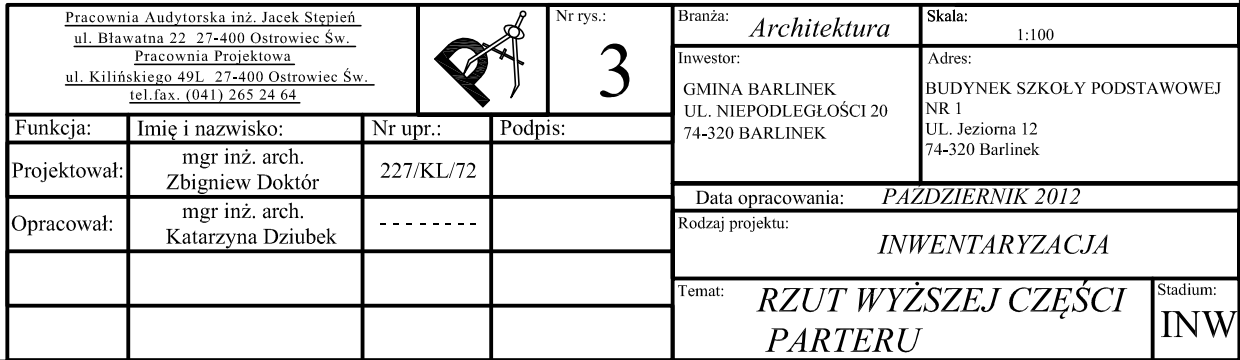 Pracownia Audytorska inż. Jacek Stępień
ul. Bławatna 22 27-400 Ostrowiec Św.
Pracownia Projektowa
ul. Kilińskiego 49L 27-400 Ostrowiec Św.
tel.fax. (041) 265 24 64
Nr rys.:
3
Branża: Architektura
Skala:
1:100
Inwestor:
GMINA BARLINEK
UL. NIEPODLEGŁOŚCI 20
74-320 BARLINEK
Adres:
BUDYNEK SZKOŁY PODSTAWOWEJ
NR 1
UL. Jeziorna 12
74-320 Barlinek
Funkcja: Imię i nazwisko: Nr upr.: Podpis:
Projektował: mgr inż. arch.
Zbigniew Doktór 227/KL/72
Opracował: mgr inż. arch.
Katarzyna Dziubek - - - - - - -
Data opracowania: PAŹDZIERNIK 2012
Rodzaj projektu:
INWENTARYZACJA
Temat: RZUT WYŻSZEJ CZĘŚCI
PARTERU
Stadium:
INW